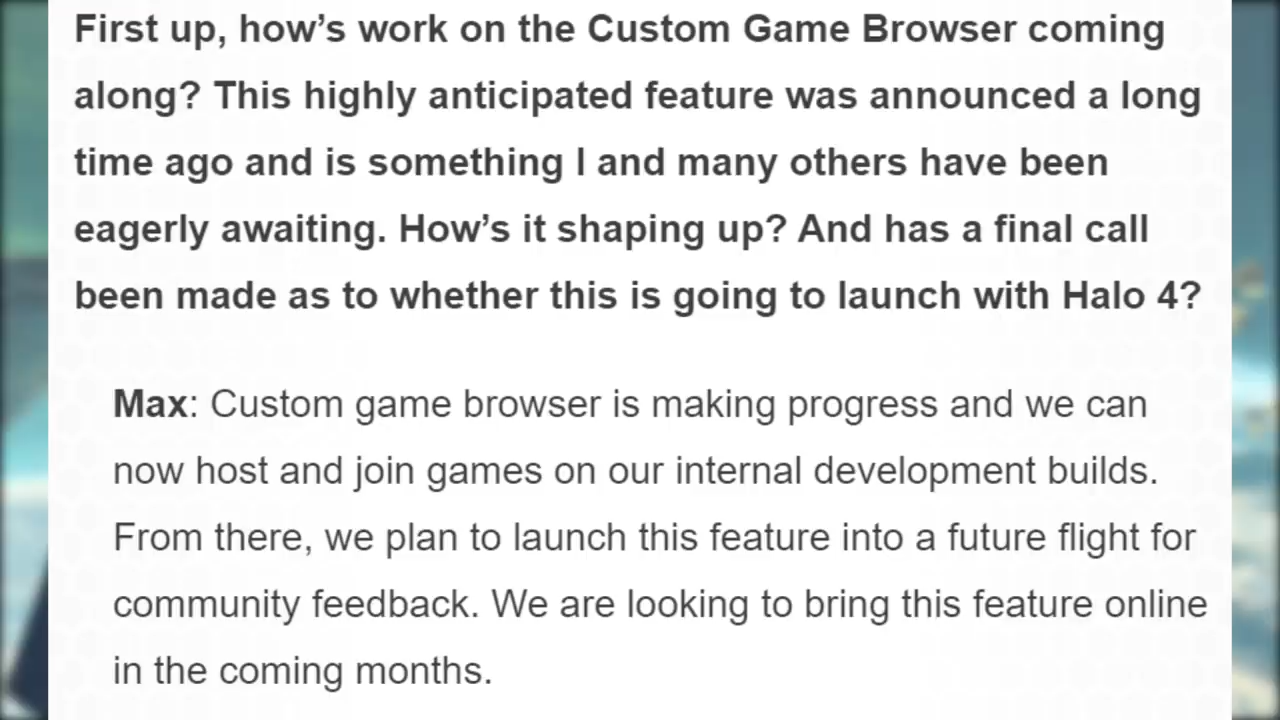 First up, how’s work on the Custom Game Browser coming
along? This highly anticipated feature was announced a long
time ago and is something I and many others have been
eagerly awaiting. How’s it shaping up? And has a final call
been made as to whether this is going to launch with Halo 4?
Max: Custom game browser is making progress and we can
now host and join games on our internal development builds.
From there, we plan to launch this feature into a future flight for
community feedback. We are looking to bring this feature online
in the coming months.